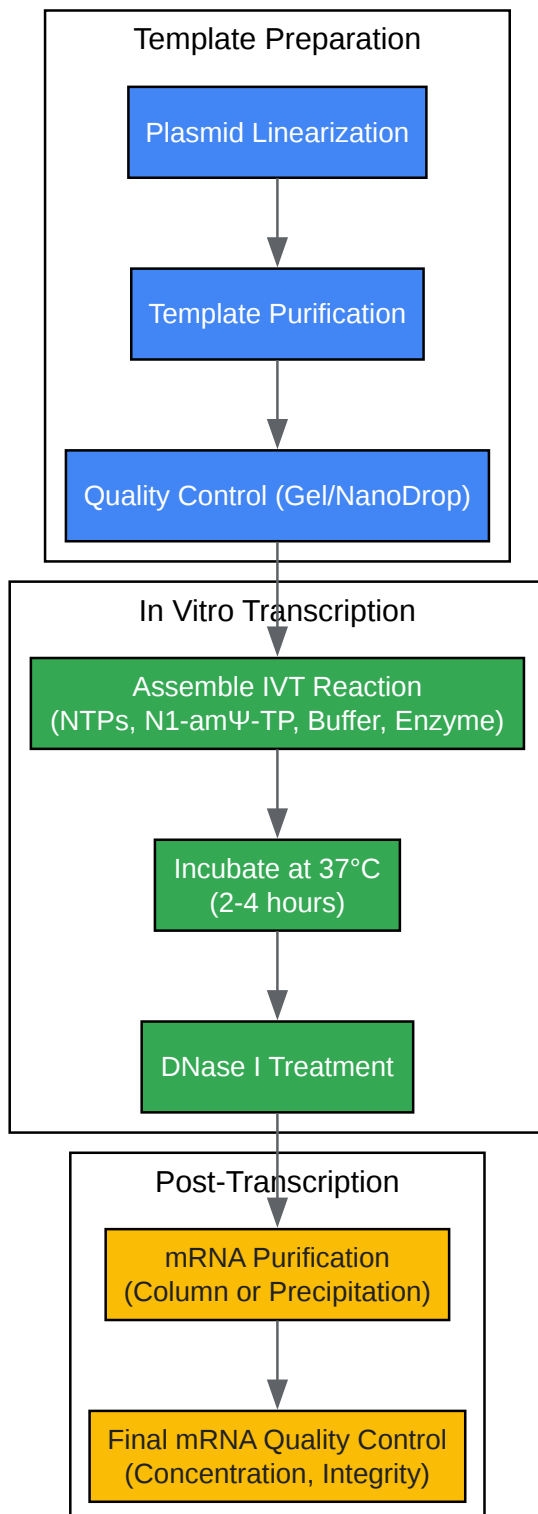 Template Preparation
Plasmid Linearization
Template Purification
Quality Control (Gel/NanoDrop)
In Vitro Transcription
Assemble IVT Reaction
(NTPs, N1-amΨ-TP, Buffer, Enzyme)
Incubate at 37°C
(2-4 hours)
DNase I Treatment
Post-Transcription
mRNA Purification
(Column or Precipitation)
Final mRNA Quality Control
(Concentration, Integrity)